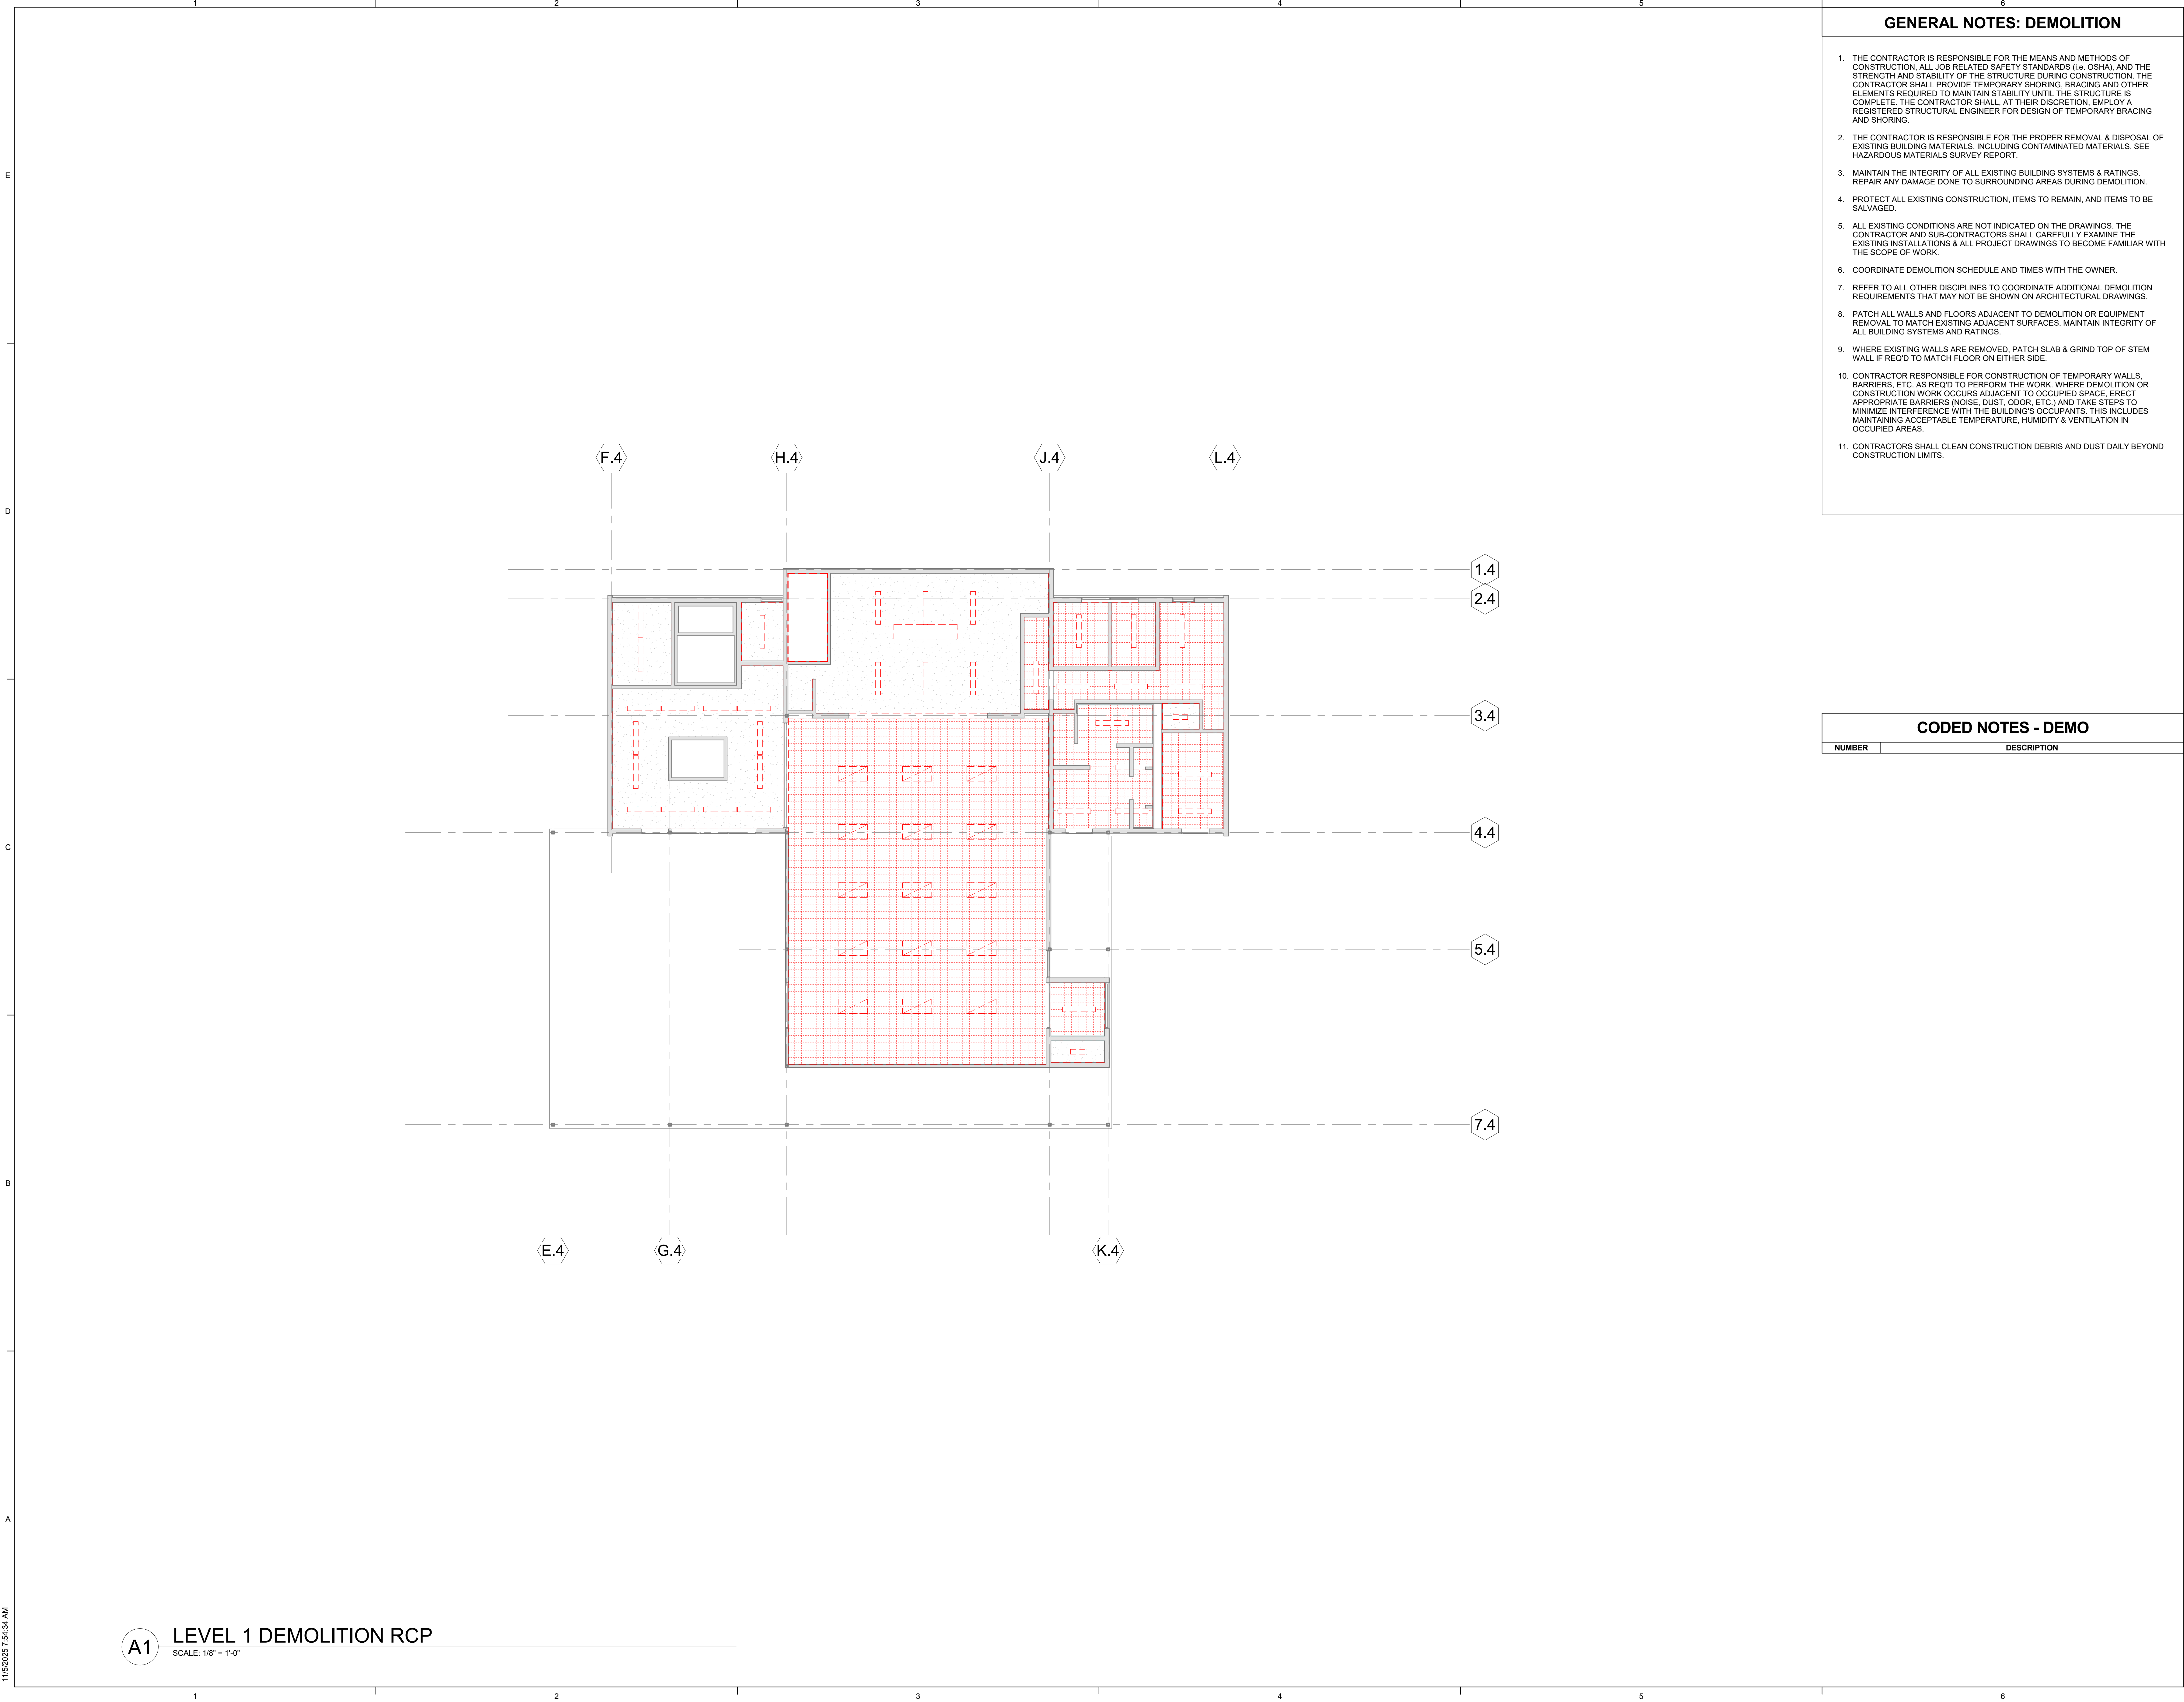 1 2 3 4 5 6
GENERAL NOTES: DEMOLITION
1. THE CONTRACTOR IS RESPONSIBLE FOR THE MEANS AND METHODS OF
CONSTRUCTION, ALL JOB RELATED SAFETY STANDARDS (i.e. OSHA), AND THE
STRENGTH AND STABILITY OF THE STRUCTURE DURING CONSTRUCTION. THE
CONTRACTOR SHALL PROVIDE TEMPORARY SHORING, BRACING AND OTHER
ELEMENTS REQUIRED TO MAINTAIN STABILITY UNTIL THE STRUCTURE IS
COMPLETE. THE CONTRACTOR SHALL, AT THEIR DISCRETION, EMPLOY A
REGISTERED STRUCTURAL ENGINEER FOR DESIGN OF TEMPORARY BRACING
AND SHORING.
2. THE CONTRACTOR IS RESPONSIBLE FOR THE PROPER REMOVAL & DISPOSAL OF
EXISTING BUILDING MATERIALS, INCLUDING CONTAMINATED MATERIALS. SEE
HAZARDOUS MATERIALS SURVEY REPORT.
3. MAINTAIN THE INTEGRITY OF ALL EXISTING BUILDING SYSTEMS & RATINGS.
REPAIR ANY DAMAGE DONE TO SURROUNDING AREAS DURING DEMOLITION.
4. PROTECT ALL EXISTING CONSTRUCTION, ITEMS TO REMAIN, AND ITEMS TO BE
SALVAGED.
5. ALL EXISTING CONDITIONS ARE NOT INDICATED ON THE DRAWINGS. THE
CONTRACTOR AND SUB-CONTRACTORS SHALL CAREFULLY EXAMINE THE
EXISTING INSTALLATIONS & ALL PROJECT DRAWINGS TO BECOME FAMILIAR WITH
THE SCOPE OF WORK.
6. COORDINATE DEMOLITION SCHEDULE AND TIMES WITH THE OWNER.
7. REFER TO ALL OTHER DISCIPLINES TO COORDINATE ADDITIONAL DEMOLITION
REQUIREMENTS THAT MAY NOT BE SHOWN ON ARCHITECTURAL DRAWINGS.
8. PATCH ALL WALLS AND FLOORS ADJACENT TO DEMOLITION OR EQUIPMENT
REMOVAL TO MATCH EXISTING ADJACENT SURFACES. MAINTAIN INTEGRITY OF
ALL BUILDING SYSTEMS AND RATINGS.
9. WHERE EXISTING WALLS ARE REMOVED, PATCH SLAB & GRIND TOP OF STEM
WALL IF REQ'D TO MATCH FLOOR ON EITHER SIDE.
10. CONTRACTOR RESPONSIBLE FOR CONSTRUCTION OF TEMPORARY WALLS,
BARRIERS, ETC. AS REQ'D TO PERFORM THE WORK. WHERE DEMOLITION OR
CONSTRUCTION WORK OCCURS ADJACENT TO OCCUPIED SPACE, ERECT
APPROPRIATE BARRIERS (NOISE, DUST, ODOR, ETC.) AND TAKE STEPS TO
MINIMIZE INTERFERENCE WITH THE BUILDING'S OCCUPANTS. THIS INCLUDES
MAINTAINING ACCEPTABLE TEMPERATURE, HUMIDITY & VENTILATION IN
OCCUPIED AREAS.
11. CONTRACTORS SHALL CLEAN CONSTRUCTION DEBRIS AND DUST DAILY BEYOND
CONSTRUCTION LIMITS.
E
D
C
B
A
F.4 H.4 J.4 L.4
1.4
2.4
3.4
4.4
5.4
7.4
E.4 G.4 K.4
CODED NOTES - DEMO
NUMBER DESCRIPTION
A1 LEVEL 1 DEMOLITION RCP
SCALE: 1/8" = 1'-0"
11/5/2025 7:54:34 AM
1 2 3 4 5 6